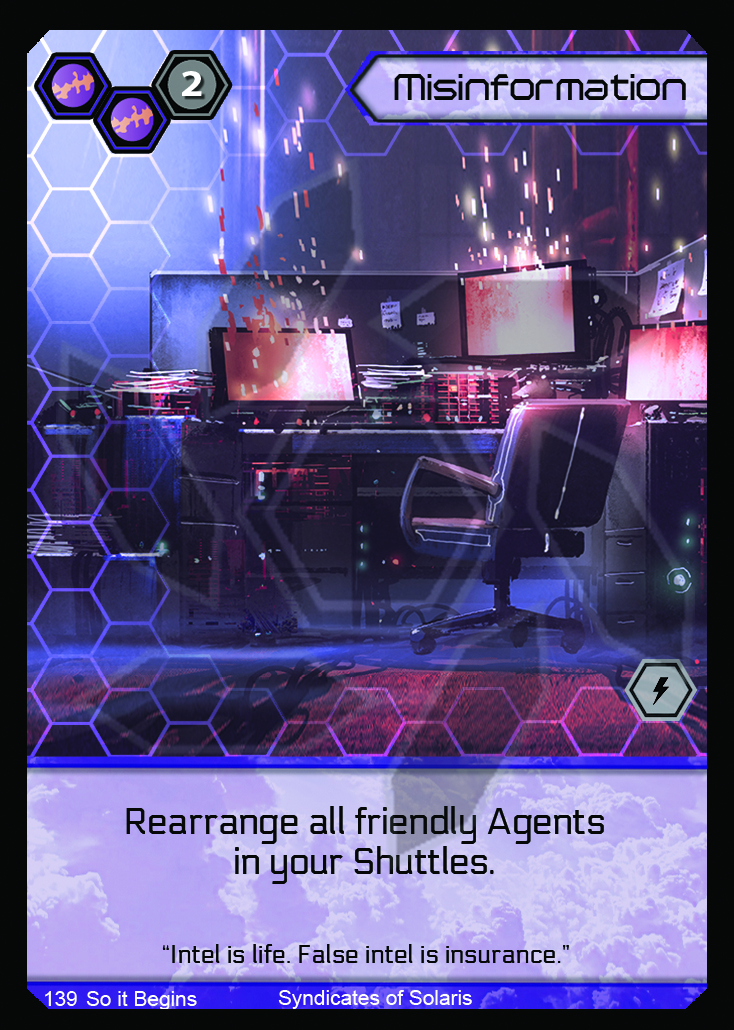 2
Misinformation
Rearrange all friendly Agents
in your Shuttles.
“Intel is life. False intel is insurance.”
139 So it Begins
Syndicates of Solaris